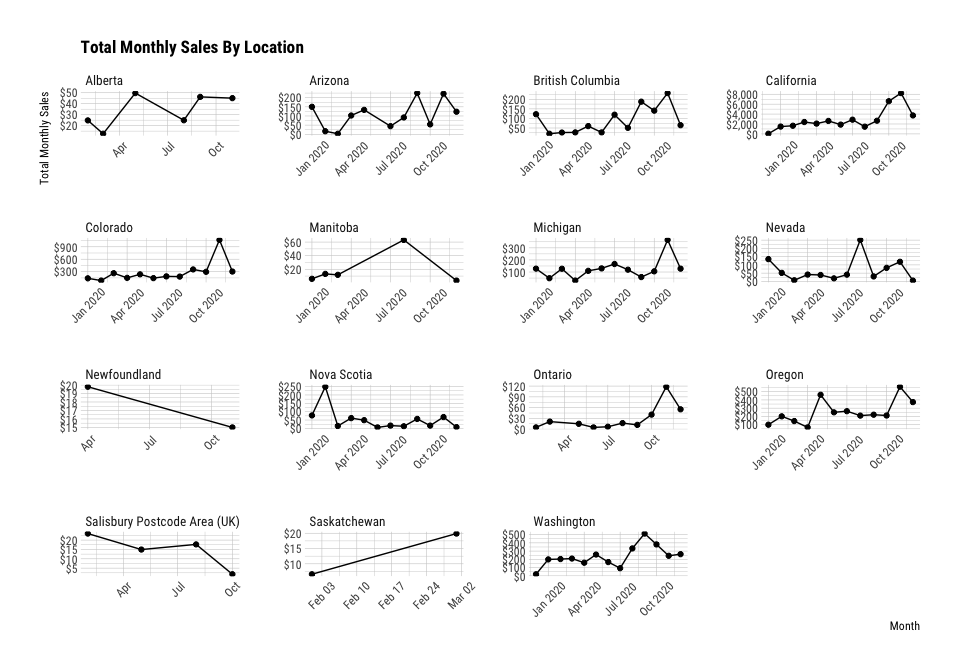 Total Monthly Sales By Location
Total Monthly Sales
Alberta
$50
$40
$30
$20
Apr
Jul
Oct
Arizona
$200
$150
$100
$50
$0
Jan 2020
Apr 2020
Jul 2020
Oct 2020
British Columbia
$200
$150
$100
$50
Jan 2020
Apr 2020
Jul 2020
Oct 2020
California
$8,000
$6,000
$4,000
$2,000
$0
Jan 2020
Apr 2020
Jul 2020
Oct 2020
Colorado
$900
$600
$300
Jan 2020
Apr 2020
Jul 2020
Oct 2020
Manitoba
$60
$40
$20
Jan 2020
Apr 2020
Jul 2020
Oct 2020
Michigan
$300
$200
$100
Jan 2020
Apr 2020
Jul 2020
Oct 2020
Nevada
$250
$200
$150
$100
$50
$0
Jan 2020
Apr 2020
Jul 2020
Oct 2020
Newfoundland
$20
$19
$18
$17
$16
$15
Apr
Jul
Oct
Nova Scotia
$250
$200
$150
$100
$50
$0
Jan 2020
Apr 2020
Jul 2020
Oct 2020
Ontario
$120
$90
$60
$30
$0
Apr
Jul
Oct
Oregon
$500
$400
$300
$200
$100
Jan 2020
Apr 2020
Jul 2020
Oct 2020
Salisbury Postcode Area (UK)
$20
$15
$10
$5
Apr
Jul
Oct
Saskatchewan
$20
$15
$10
Feb 03
Feb 10
Feb 17
Feb 24
Mar 02
Washington
$500
$400
$300
$200
$100
$0
Jan 2020
Apr 2020
Jul 2020
Oct 2020
Month